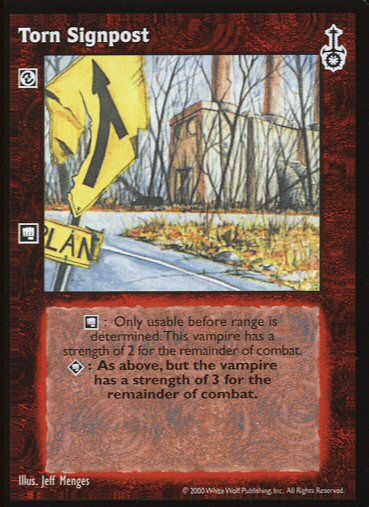 Torn Signpost
PLAN
: Only usable before range is
determined. This vampire has a
strength of 2 for the remainder of combat.
: As above, but the vampire
has a strength of 3 for the
remainder of combat.
Illus. Jeff Menges
© 2000 White Wolf Publishing, Inc. All Rights Reserved.